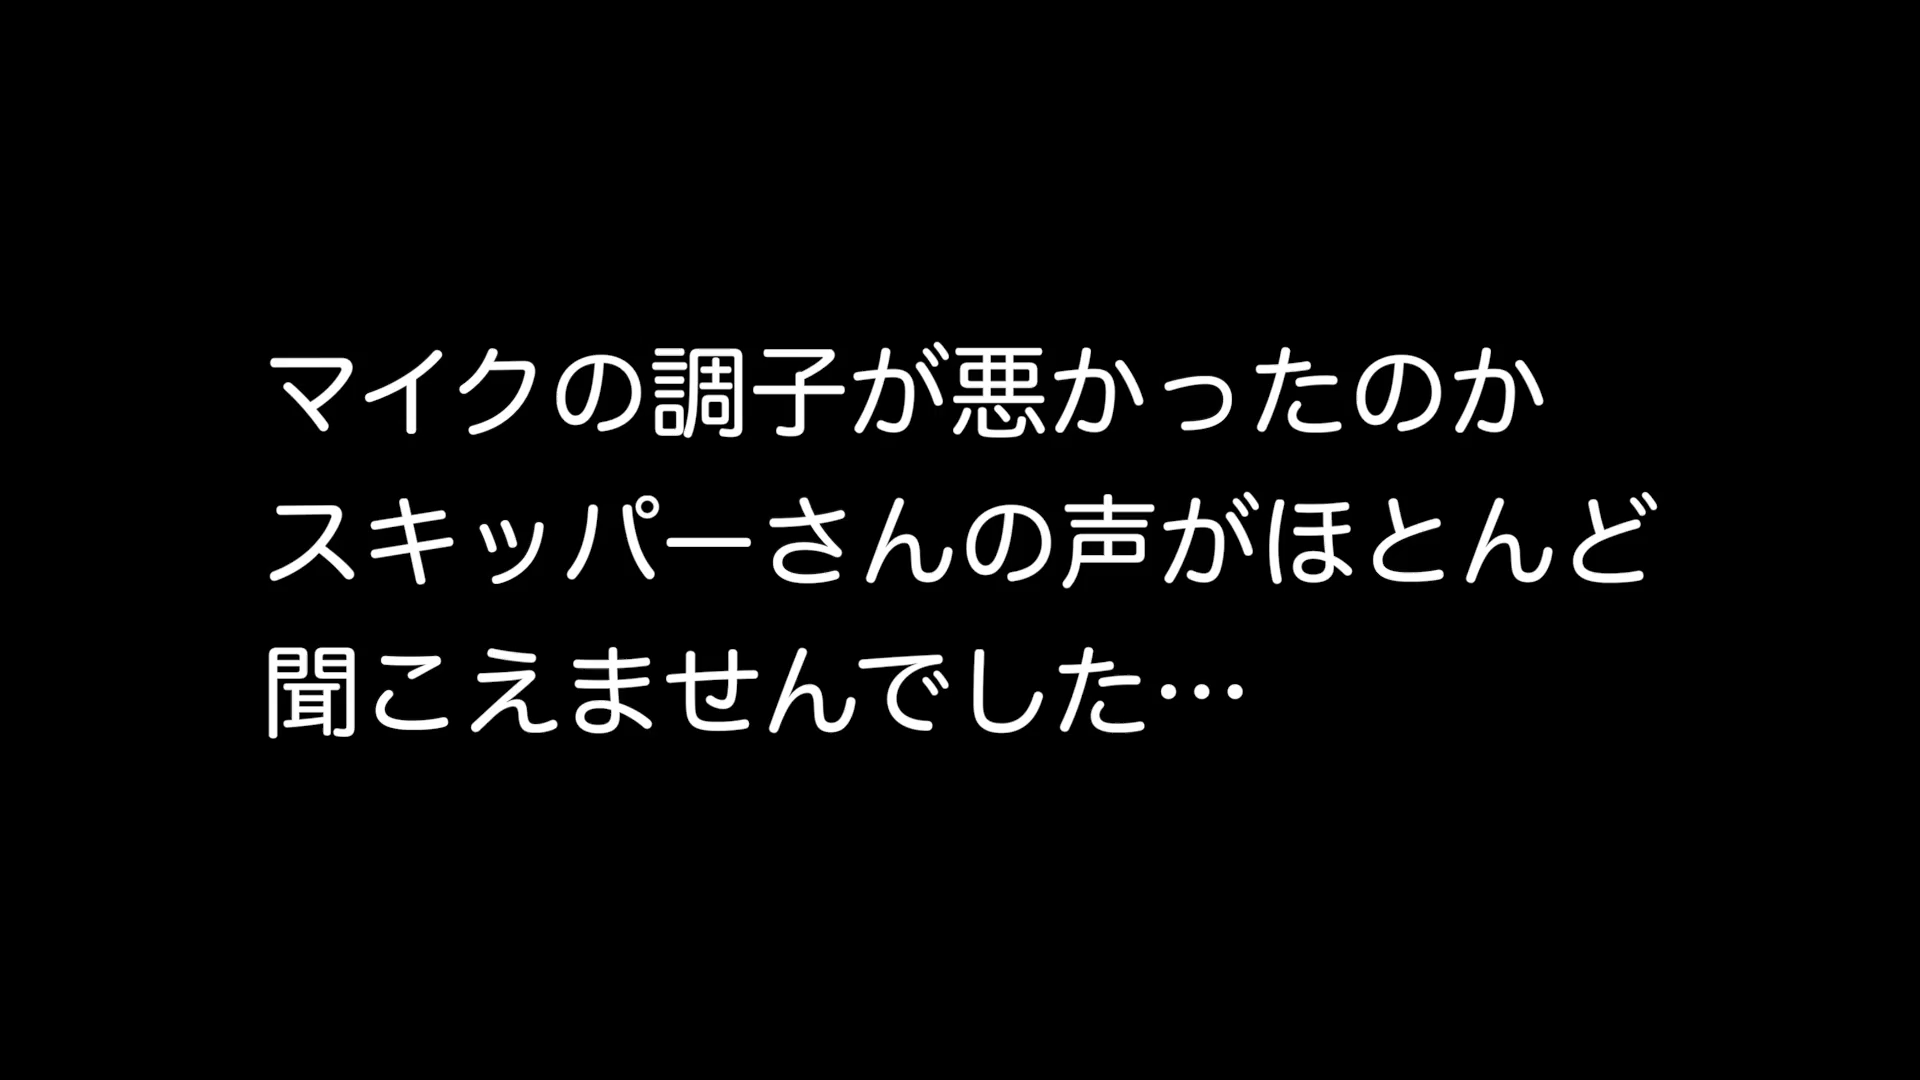 マイクの調子が悪かったのか
スキッパーさんの声がほとんど
聞こえませんでした…